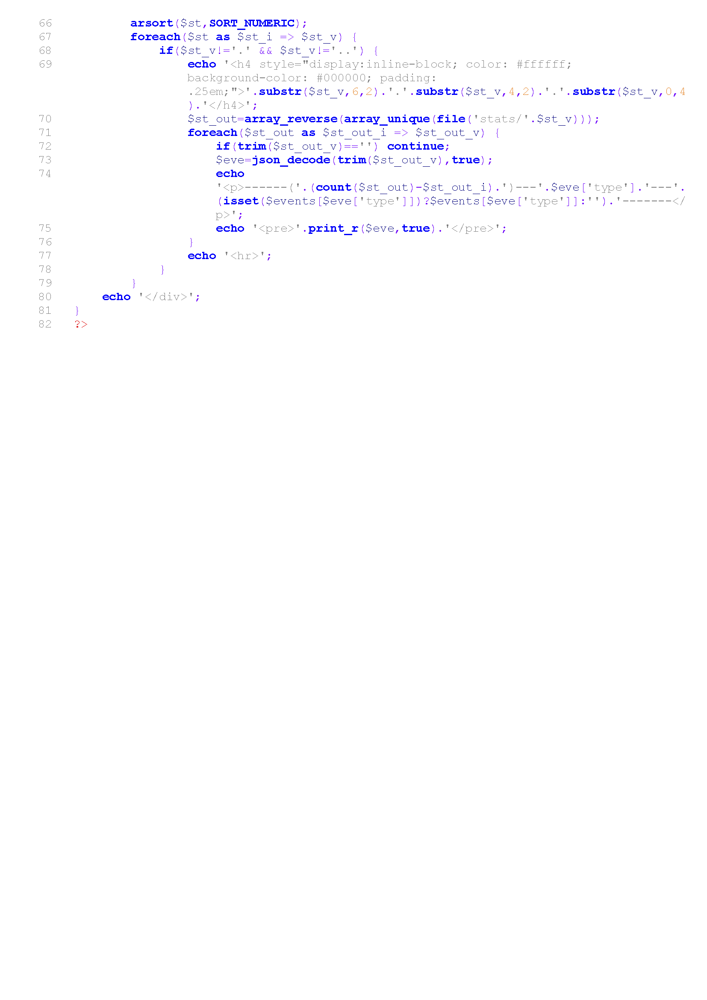 66 arsort($st,SORT_NUMERIC);
67 foreach($st as $st_i => $st_v) {
68 if($st_v!='.' && $st_v!='..') {
69 echo '<h4 style="display:inline-block; color: #ffffff;
background-color: #000000; padding:
.25em;">'.substr($st_v,6,2).'.'.substr($st_v,4,2).'.'.substr($st_v,0,4
).'</h4>';
70 $st_out=array_reverse(array_unique(file('stats/'.$st_v)));
71 foreach($st_out as $st_out_i => $st_out_v) {
72 if(trim($st_out_v)=='') continue;
73 $eve=json_decode(trim($st_out_v),true);
74 echo
'<p>------('.(count($st_out)-$st_out_i).')---'.$eve['type'].'---'.
(isset($events[$eve['type']])?$events[$eve['type']]:'').'-------</
p>';
75 echo '<pre>'.print_r($eve,true).'</pre>';
76 }
77 echo '<hr>';
78 }
79 }
80 echo '</div>';
81 }
82 ?>